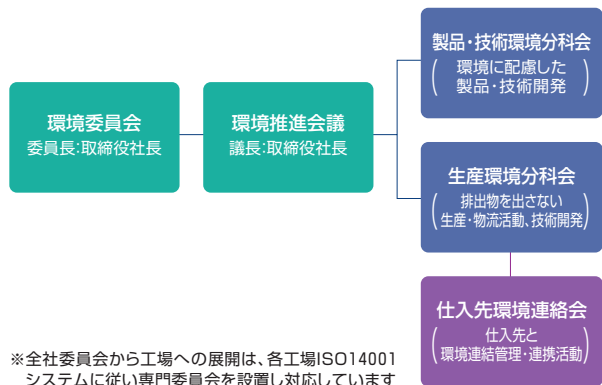 環境委員会
委員長:取締役社長
環境推進会議
議長:取締役社長
製品・技術環境分科会
(環境に配慮した
製品・技術開発)
生産環境分科会
(排出物を出さない
生産・物流活動、技術開発)
仕入先環境連絡会
(仕入先と
環境連結管理・連携活動)
※全社委員会から工場への展開は、各工場ISO14001
システムに従い専門委員会を設置し対応しています